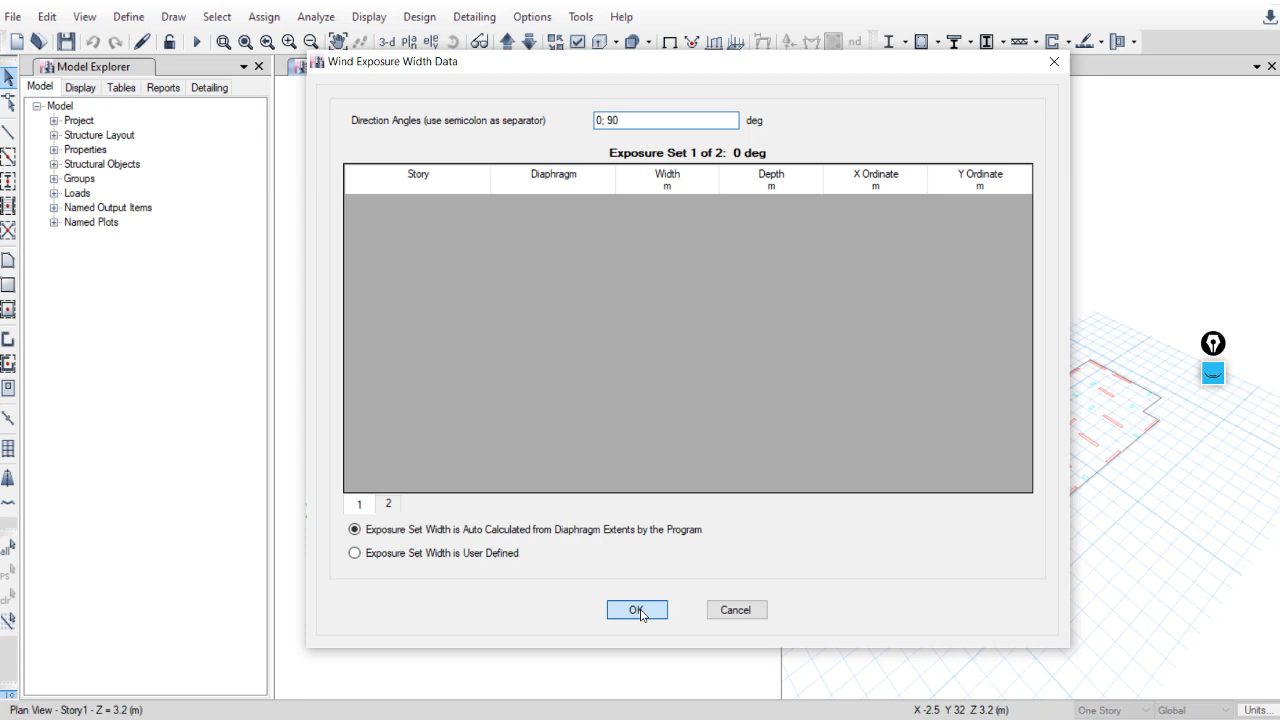 File Edit View Define Draw Select Assign Analyze Display Design Detailing Options Tools Help
3-d nd
Model Explorer
Wind Exposure Width Data
Model Display Tables Reports Detailing
Model
Project
Structure Layout
Properties
Structural Objects
Groups
Loads
Named Output Items
Named Plots
Direction Angles (use semicolon as separator) 0; 90 deg
Exposure Set 1 of 2: 0 deg
Story Diaphragm Width Depth X Ordinate Y Ordinate
m m m m
1 2
Exposure Set Width is Auto Calculated from Diaphragm Extents by the Program
Exposure Set Width is User Defined
OK Cancel
all
PS
clr
Plan View - Story1 - Z = 3.2 (m) X -2.5 Y 32 Z 3.2 (m) One Story Global Units...